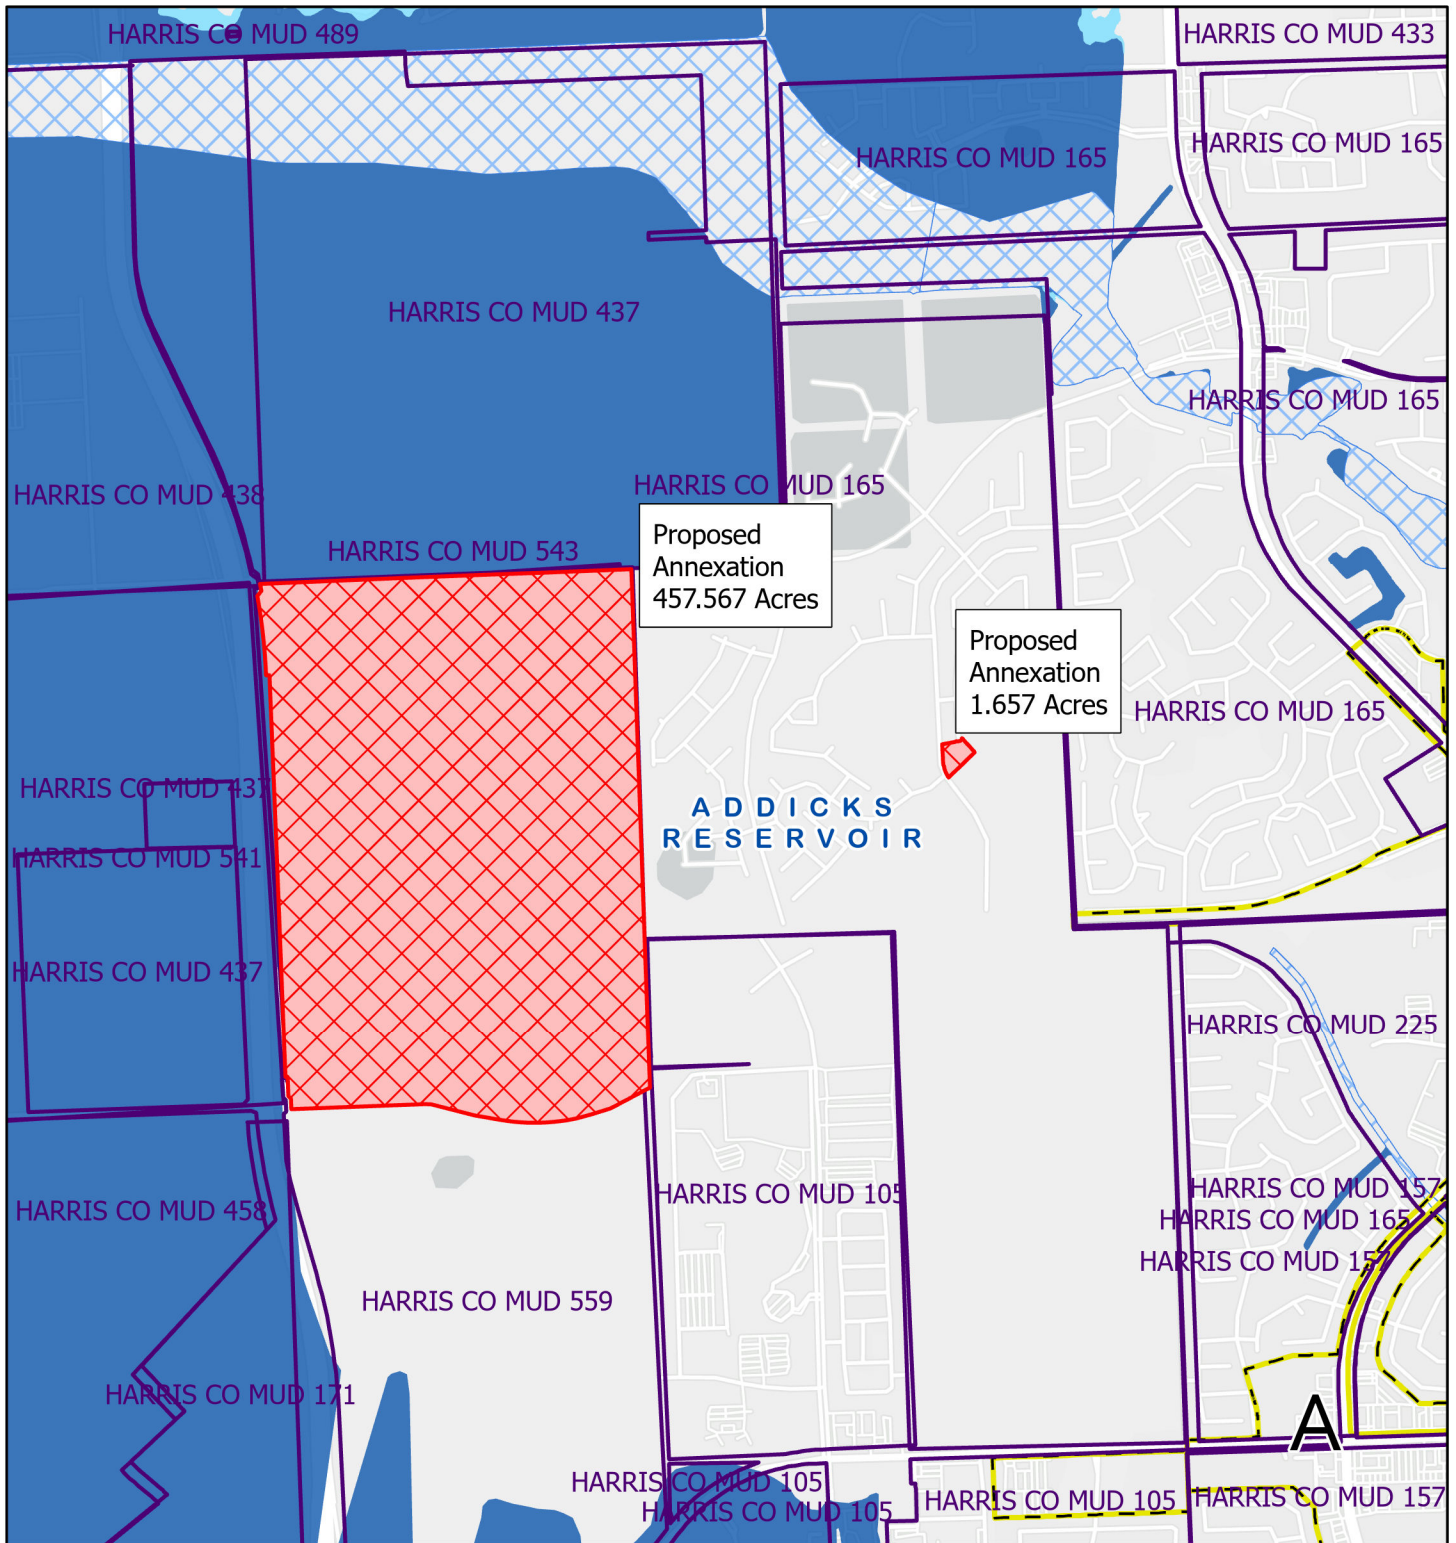 HARRIS CO MUD 489
HARRIS CO MUD 433
HARRIS CO MUD 165
HARRIS CO MUD 165
HARRIS CO MUD 437
HARRIS CO MUD 165
HARRIS CO MUD 438
HARRIS CO MUD 165
HARRIS CO MUD 543
Proposed
Annexation
457.567 Acres
Proposed
Annexation
1.657 Acres
HARRIS CO MUD 165
HARRIS CO MUD 437
ADDICKS
RESERVOIR
HARRIS CO MUD 541
HARRIS CO MUD 437
HARRIS CO MUD 225
HARRIS CO MUD 105
HARRIS CO MUD 157
HARRIS CO MUD 458
HARRIS CO MUD 165
HARRIS CO MUD 157
HARRIS CO MUD 559
HARRIS CO MUD 171
A
HARRIS CO MUD 105
HARRIS CO MUD 105
HARRIS CO MUD 105
HARRIS CO MUD 157